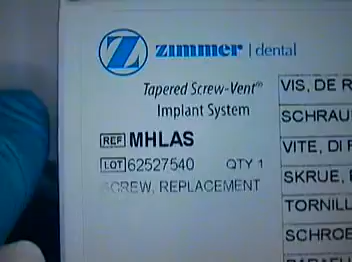 Z zimmer | dental
Tapered Screw-Vent®
Implant System
REF MHLAS
LOT 62527540 QTY 1
SCREW, REPLACEMENT
VIS, DE R
SCHRAU
VITE, DI
SKRUE,
TORNILL
SCHROE